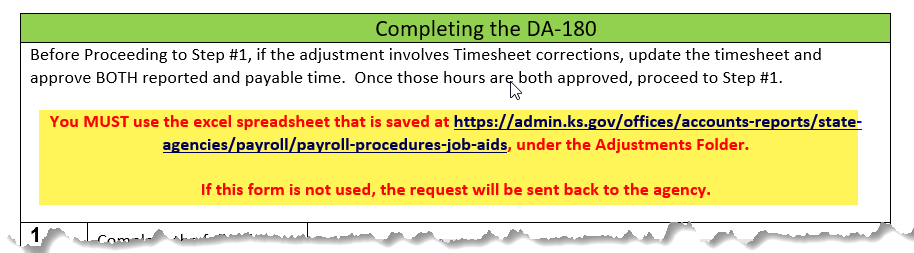 Completing the DA-180
Before Proceeding to Step #1, if the adjustment involves Timesheet corrections, update the timesheet and
approve BOTH reported and payable time.  Once those hours are both approved, proceed to Step #1.
You MUST use the excel spreadsheet that is saved at https://admin.ks.gov/offices/accounts-reports/state-
agencies/payroll/payroll-procedures-job-aids, under the Adjustments Folder.
If this form is not used, the request will be sent back to the agency.
1